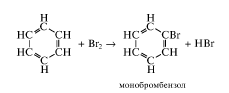 H H
C C
HC CH HC CBr
+ Br₂ → + HBr
HC CH HC CH
C C
H H
монобромбензол